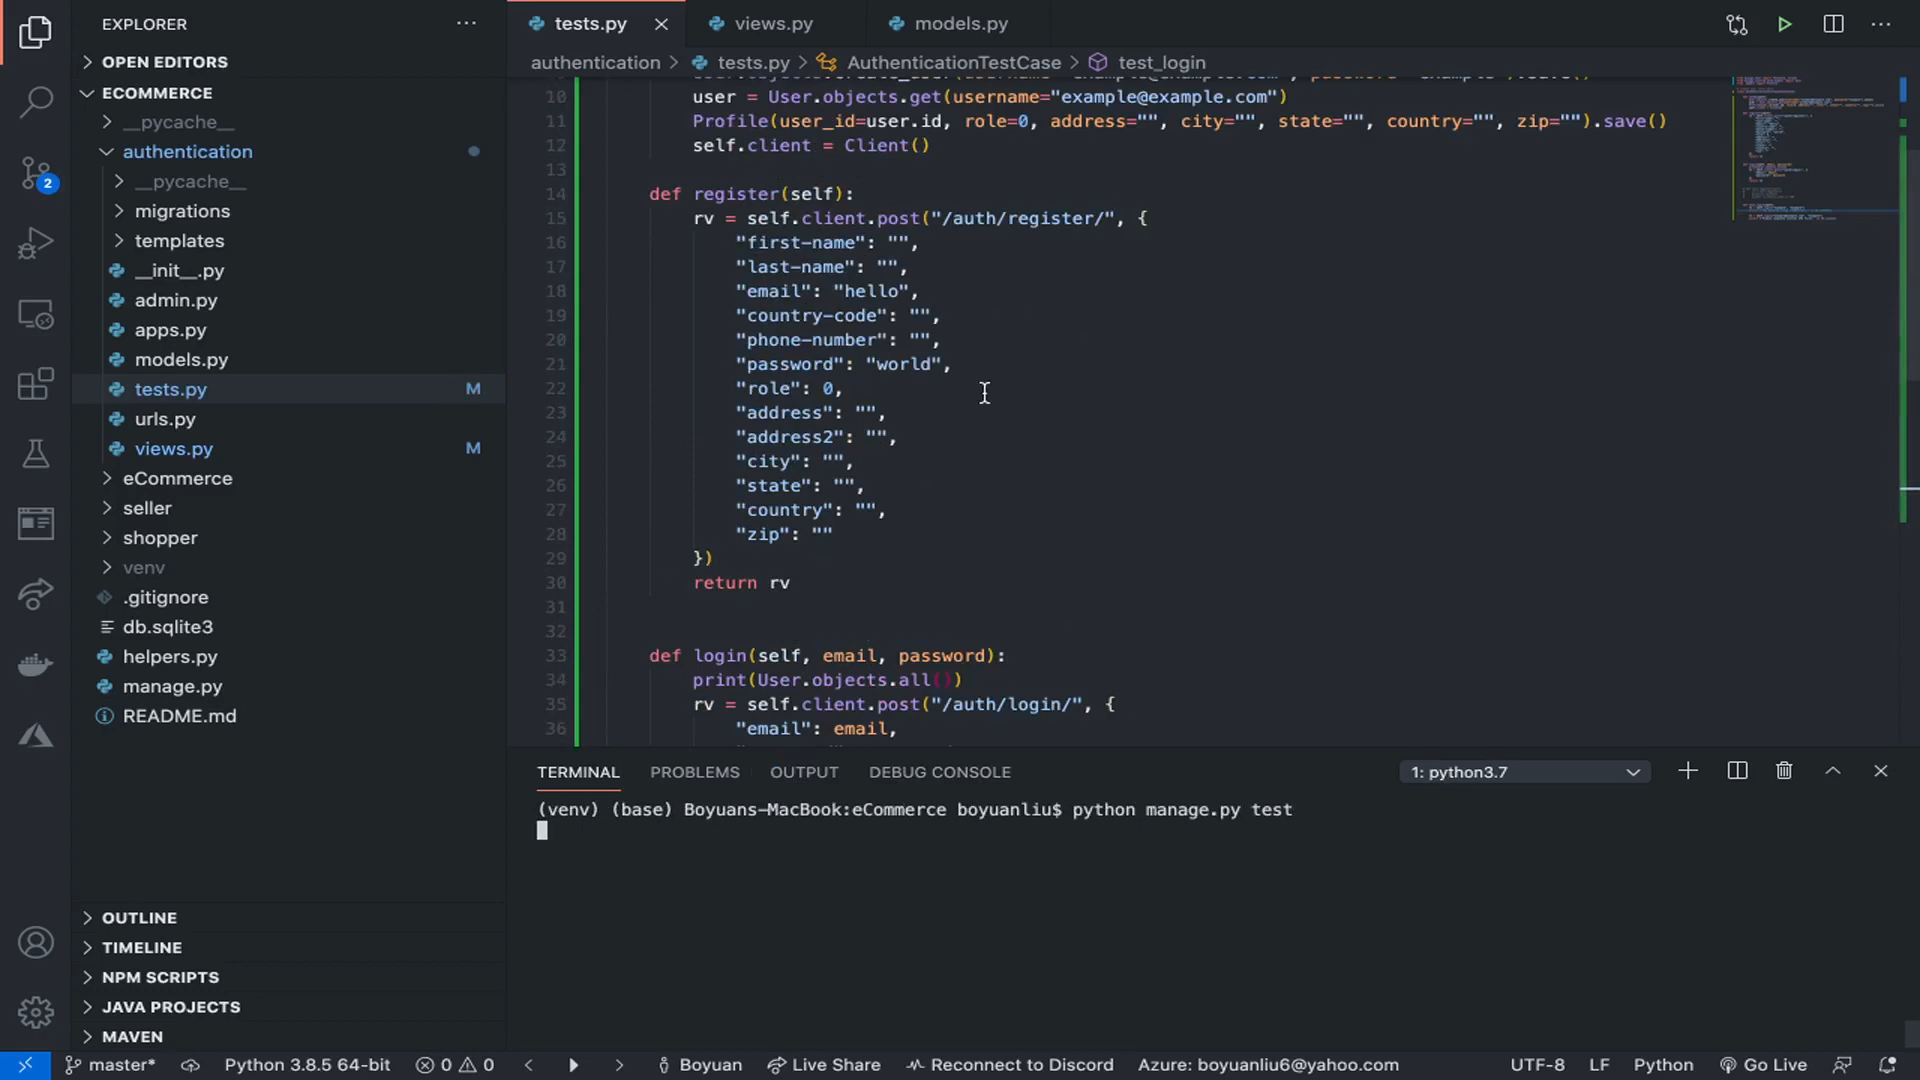 EXPLORER
OPEN EDITORS
ECOMMERCE
__pycache__
authentication
__pycache__
migrations
templates
__init__.py
admin.py
apps.py
models.py
tests.py M
urls.py
views.py M
eCommerce
seller
shopper
venv
.gitignore
db.sqlite3
helpers.py
manage.py
README.md
OUTLINE
TIMELINE
NPM SCRIPTS
JAVA PROJECTS
MAVEN
2
tests.py views.py models.py
authentication > tests.py > AuthenticationTestCase > test_login
10 user = User.objects.get(username="example@example.com")
11 Profile(user_id=user.id, role=0, address="", city="", state="", country="", zip="").save()
12 self.client = Client()
13
14 def register(self):
15 rv = self.client.post("/auth/register/", {
16 "first-name": "",
17 "last-name": "",
18 "email": "hello",
19 "country-code": "",
20 "phone-number": "",
21 "password": "world",
22 "role": 0,
23 "address": "",
24 "address2": "",
25 "city": "",
26 "state": "",
27 "country": "",
28 "zip": ""
29 })
30 return rv
31
32
33 def login(self, email, password):
34 print(User.objects.all())
35 rv = self.client.post("/auth/login/", {
36 "email": email,
TERMINAL PROBLEMS OUTPUT DEBUG CONSOLE 1: python3.7
(venv) (base) Boyuans-MacBook:eCommerce boyuanliu$ python manage.py test
master* Python 3.8.5 64-bit 0 0 Boyuan Live Share Reconnect to Discord Azure: boyuanliu6@yahoo.com UTF-8 LF Python Go Live